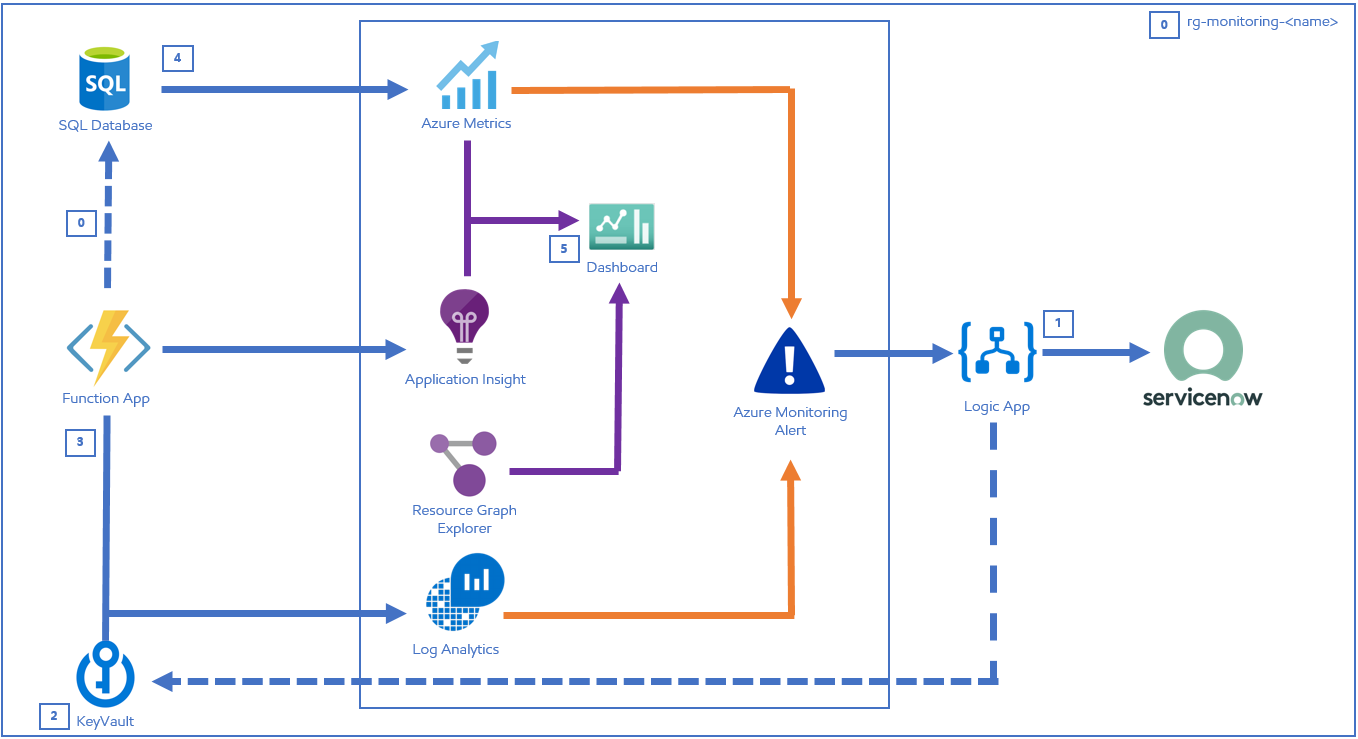 0
rg-monitoring-<name>
4
SQL
SQL Database
Azure Metrics
0
5
Dashboard
Function App
Application Insight
3
Azure Monitoring
Alert
Logic App
1
servicenow
Resource Graph
Explorer
Log Analytics
2
KeyVault